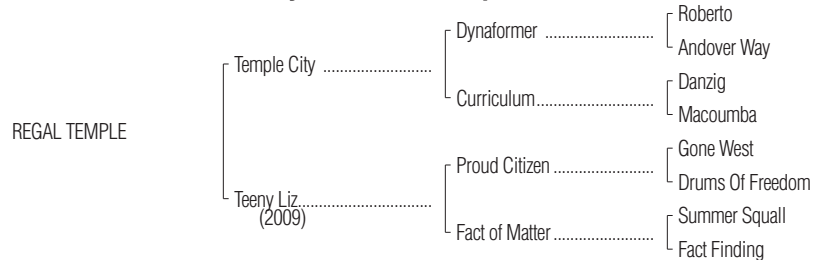 Roberto
Dynaformer ..............................
Andover Way
Temple City ........................
Danzig
Curriculum..............................
Macoumba
REGAL TEMPLE
Gone West
Proud Citizen ............................
Drums Of Freedom
Teeny Liz..............................
(2009)
Summer Squall
Fact of Matter ............................
Fact Finding